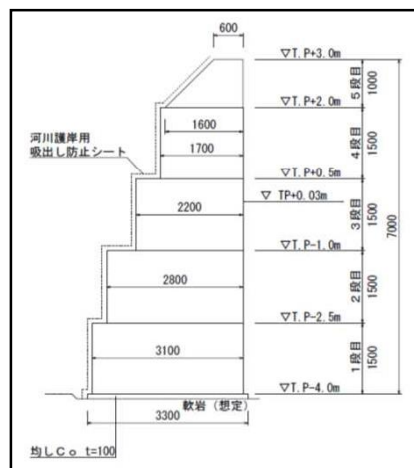 600
▽T.P+3.0m
5段目
1000
▽T.P+2.0m
1600
1700
4段目
1500
河川護岸用
吸出し防止シート
▽T.P+0.5m
▽ TP+0.03m
2200
3段目
1500
7000
▽T.P-1.0m
2800
2段目
1500
▽T.P-2.5m
3100
1段目
1500
▽T.P-4.0m
軟岩（想定）
3300
均しCo t=100